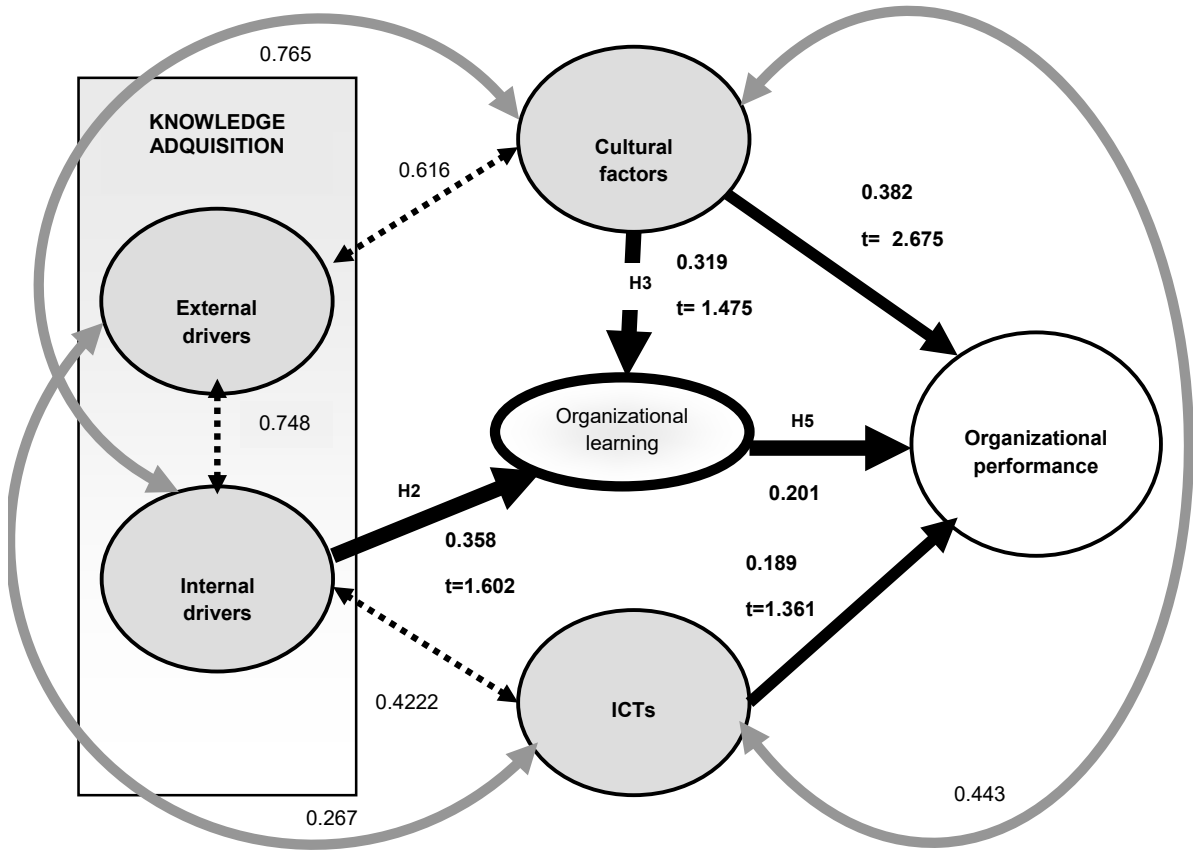 0.765
KNOWLEDGE
ADQUISITION
Cultural
factors
0.616
0.382
t=  2.675
0.319
H3
t= 1.475
External
drivers
0.748
Organizational
learning
H5
Organizational
performance
0.201
H2
0.358
t=1.602
0.189
t=1.361
Internal
drivers
0.4222
ICTs
0.267
0.443